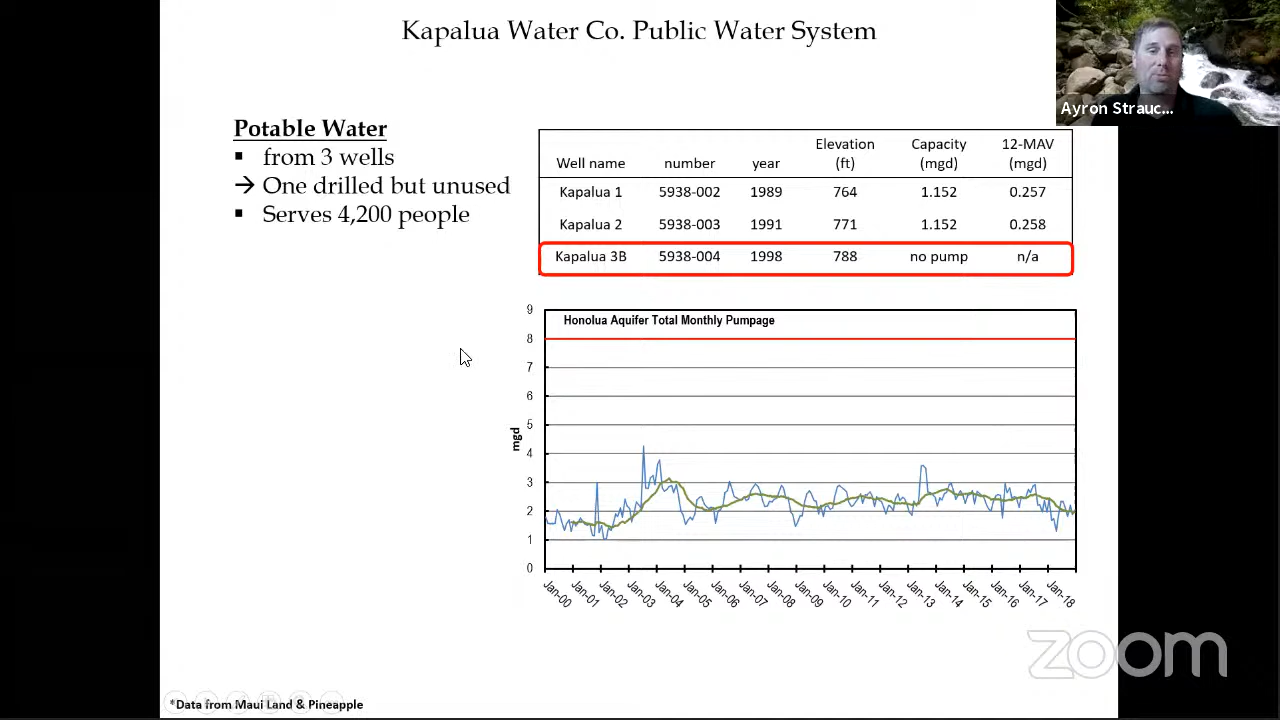 Kapalua Water Co. Public Water System
Ayron Strauc...
Potable Water
▪ from 3 wells
→ One drilled but unused
▪ Serves 4,200 people
Well name number year Elevation (ft) Capacity (mgd) 12-MAV (mgd)
Kapalua 1 5938-002 1989 764 1.152 0.257
Kapalua 2 5938-003 1991 771 1.152 0.258
Kapalua 3B 5938-004 1998 788 no pump n/a
Honolua Aquifer Total Monthly Pumpage
mgd
9
8
7
6
5
4
3
2
1
0
Jan-00 Jan-01 Jan-02 Jan-03 Jan-04 Jan-05 Jan-06 Jan-07 Jan-08 Jan-09 Jan-10 Jan-11 Jan-12 Jan-13 Jan-14 Jan-15 Jan-16 Jan-17 Jan-18
zoom
*Data from Maui Land & Pineapple